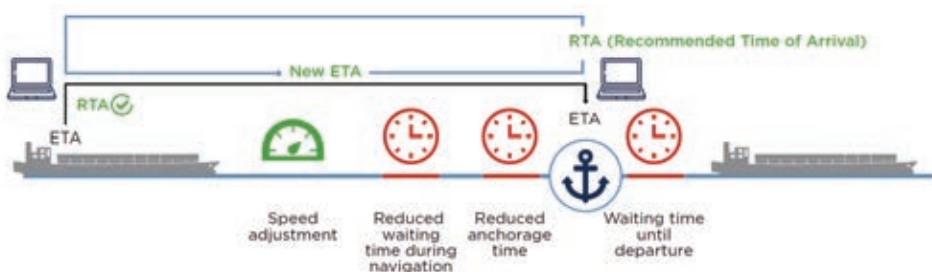 RTA (Recommended Time of Arrival)
New ETA
RTA
ETA
ETA
Speed
adjustment
Reduced
waiting
time during
navigation
Reduced
anchorage
time
Waiting time
until
departure